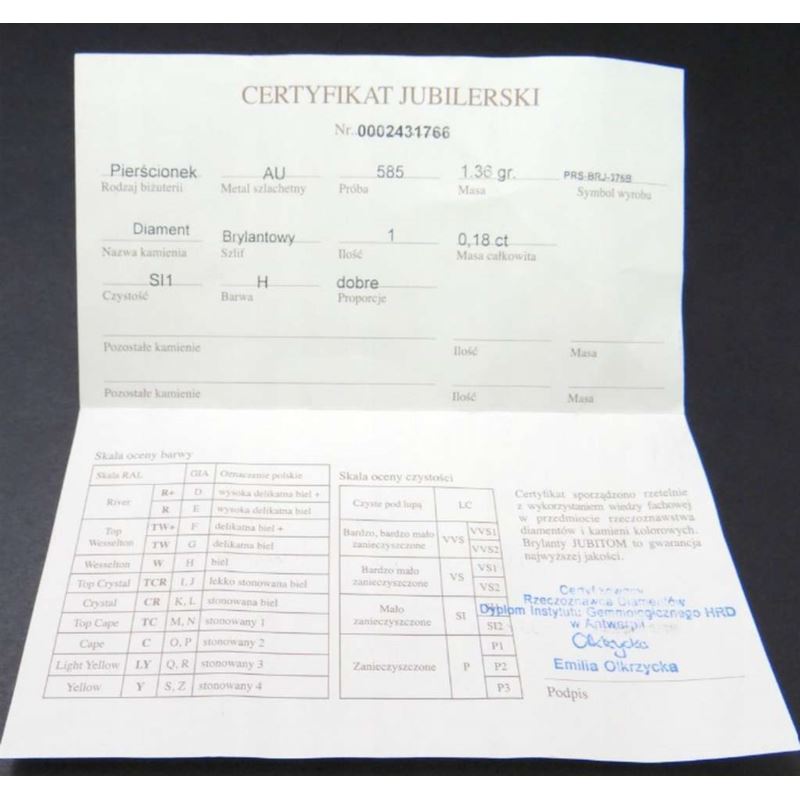 CERTYFIKAT JUBILERSKI
Nr. 0002431766
Pierścionek AU 585 1.36 gr. PRS-BRJ-176B
Rodzaj biżuterii Metal szlachetny Próba Masa Symbol wyrobu
Diament Brylantowy 1 0,18 ct
Nazwa kamienia Szlif Ilość Masa całkowita
SI1 H dobre
Czystość Barwa Proporcje
Pozostałe kamienie Ilość Masa
Pozostałe kamienie Ilość Masa
Skala oceny barwy
Skala RAL GIA Oznaczenie polskie
River R+ D wysoka delikatna biel +
R E wysoka delikatna biel
Top Wesselton TW+ F delikatna biel +
TW G delikatna biel
Wesselton W H biel
Top Crystal TCR I, J lekko stonowana biel
Crystal CR K, L stonowana biel
Top Cape TC M, N stonowany 1
Cape C O, P stonowany 2
Light Yellow LY Q, R stonowany 3
Yellow Y S, Z stonowany 4
Skala oceny czystości
Czyste pod lupą LC
Bardzo, bardzo mało zanieczyszczone VVS VVS1
VVS2
Bardzo mało zanieczyszczone VS VS1
VS2
Mało zanieczyszczone SI
SI2
Zanieczyszczone P P1
P2
P3
Certyfikat sporządzono rzetelnie
z wykorzystaniem wiedzy fachowej
w przedmiocie rzeczoznawstwa
diamentów i kamieni kolorowych.
Brylanty JUBITOM to gwarancja
najwyższej jakości.
Certyfikowany
Rzeczoznawca Diamentów
Dyplom Instytutu Gemmologicznego HRD
w Antwerpii
Olkrzycka
Emilia Olkrzycka
Podpis